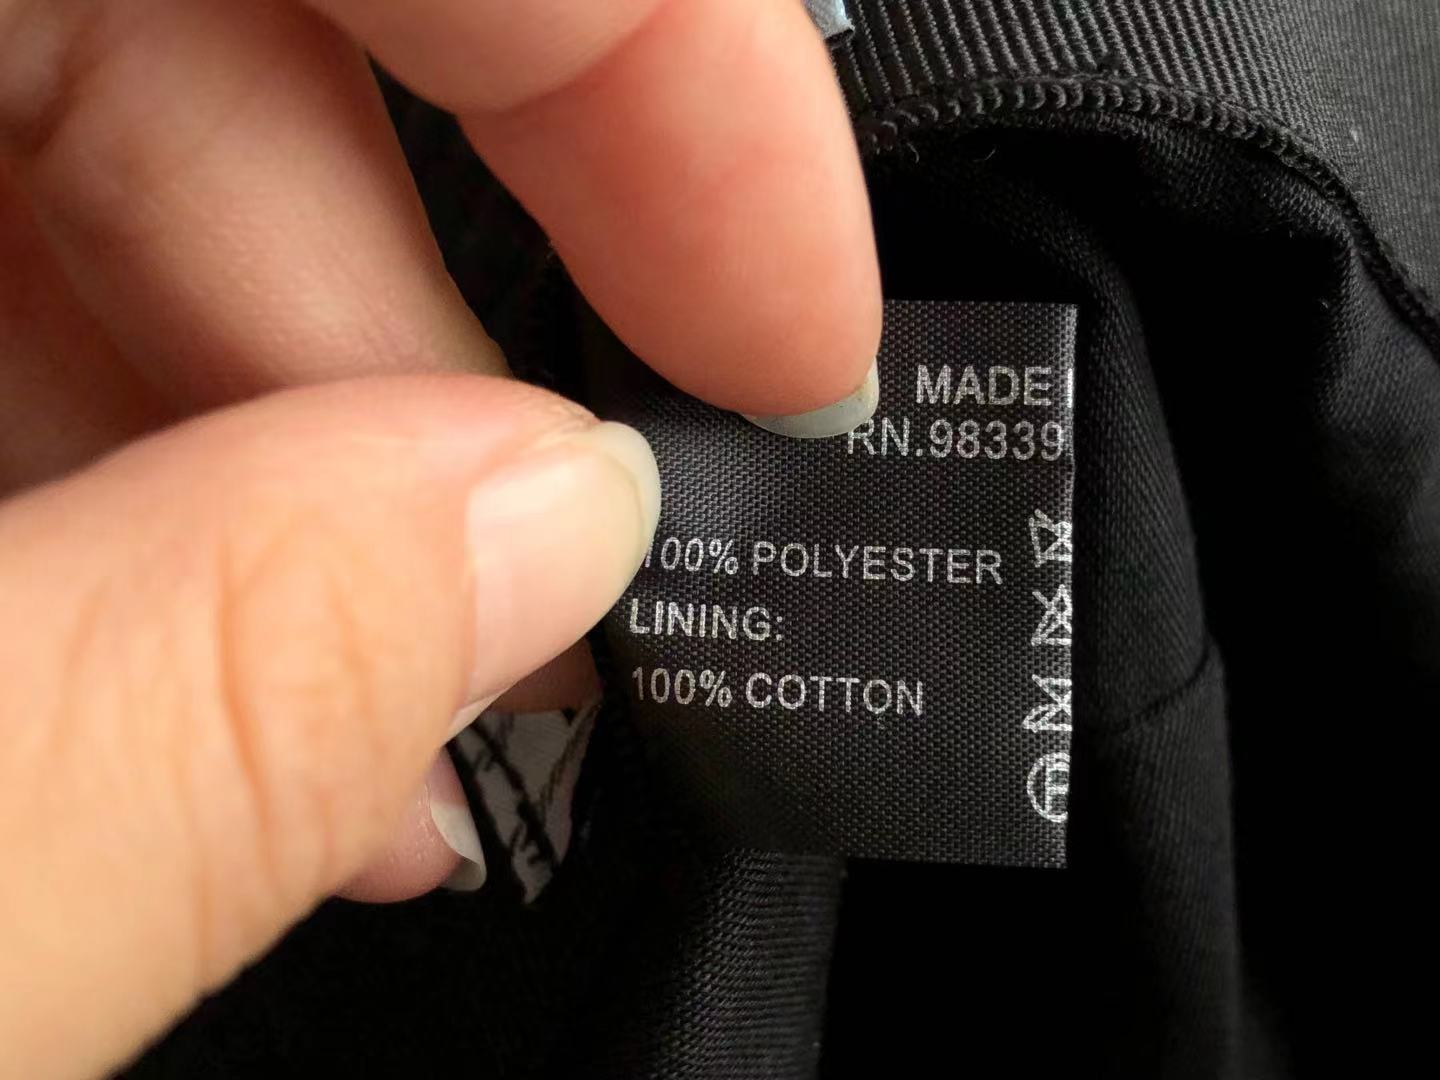 MADE
RN.98339
100% POLYESTER
LINING:
100% COTTON